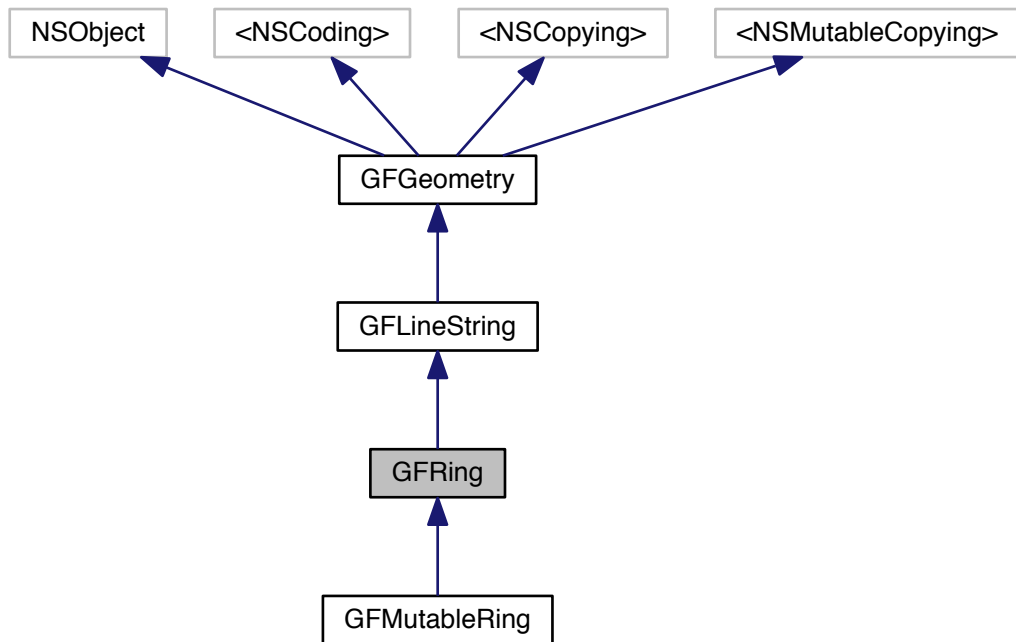 NSObject
<NSCoding>
<NSCopying>
<NSMutableCopying>
GFGeometry
GFLineString
GFRing
GFMutableRing